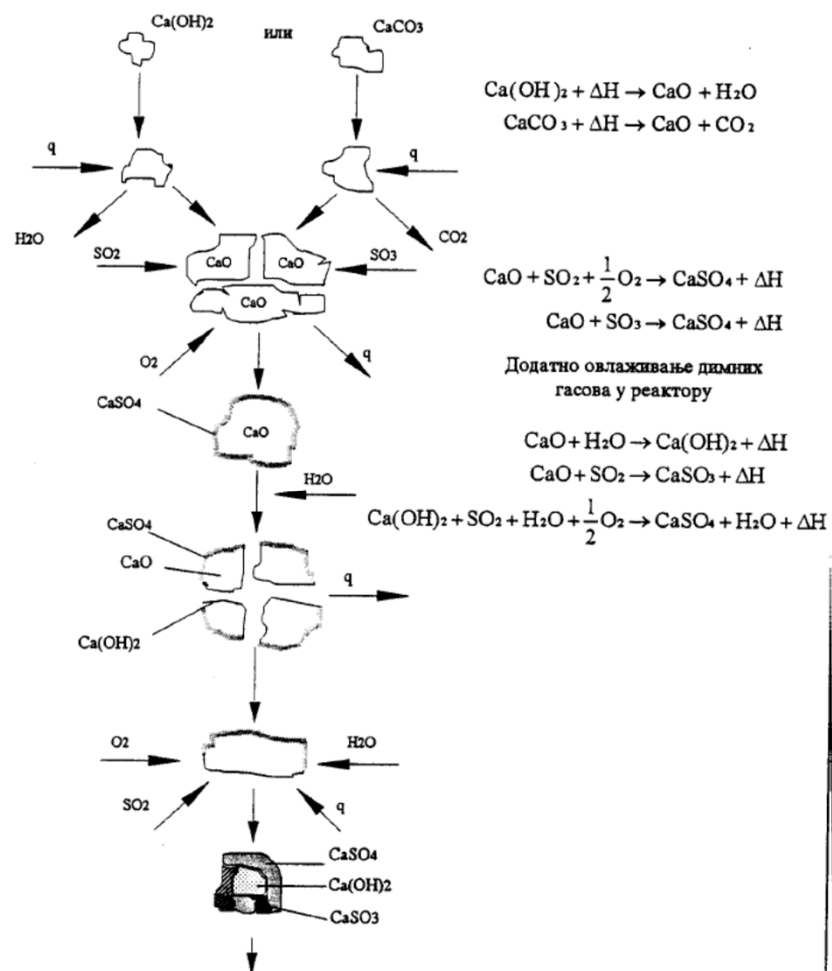 Ca(OH)2 или CaCO3
Ca(OH)2 + ΔH → CaO + H2O
CaCO3 + ΔH → CaO + CO2
q q
H2O CO2
SO2 CaO CaO SO3
CaO
CaO + SO2 + 1/2 O2 → CaSO4 + ΔH
CaO + SO3 → CaSO4 + ΔH
O2 q
Додатно овлаживање димних
гасова у реактору
CaSO4
CaO
CaO + H2O → Ca(OH)2 + ΔH
CaO + SO2 → CaSO3 + ΔH
H2O
Ca(OH)2 + SO2 + H2O + 1/2 O2 → CaSO4 + H2O + ΔH
CaSO4
CaO
q
Ca(OH)2
O2 H2O
SO2 q
CaSO4
Ca(OH)2
CaSO3